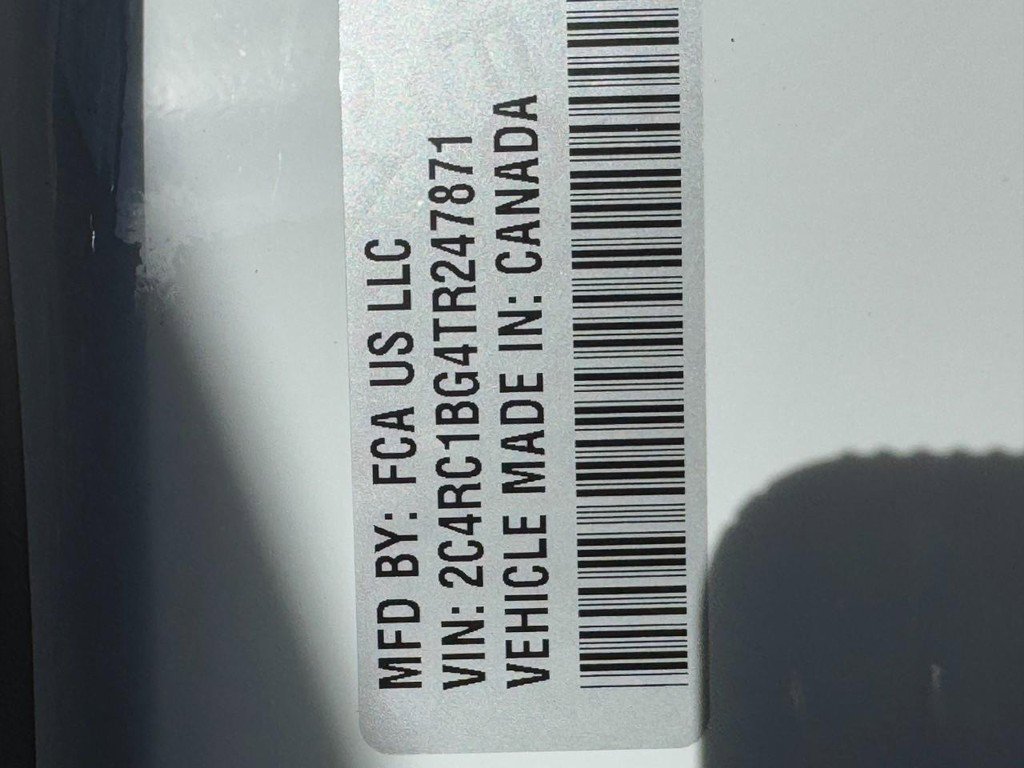 MFD BY: FCA US LLC
VIN: 2C4RC1BG4TR247871
VEHICLE MADE IN: CANADA